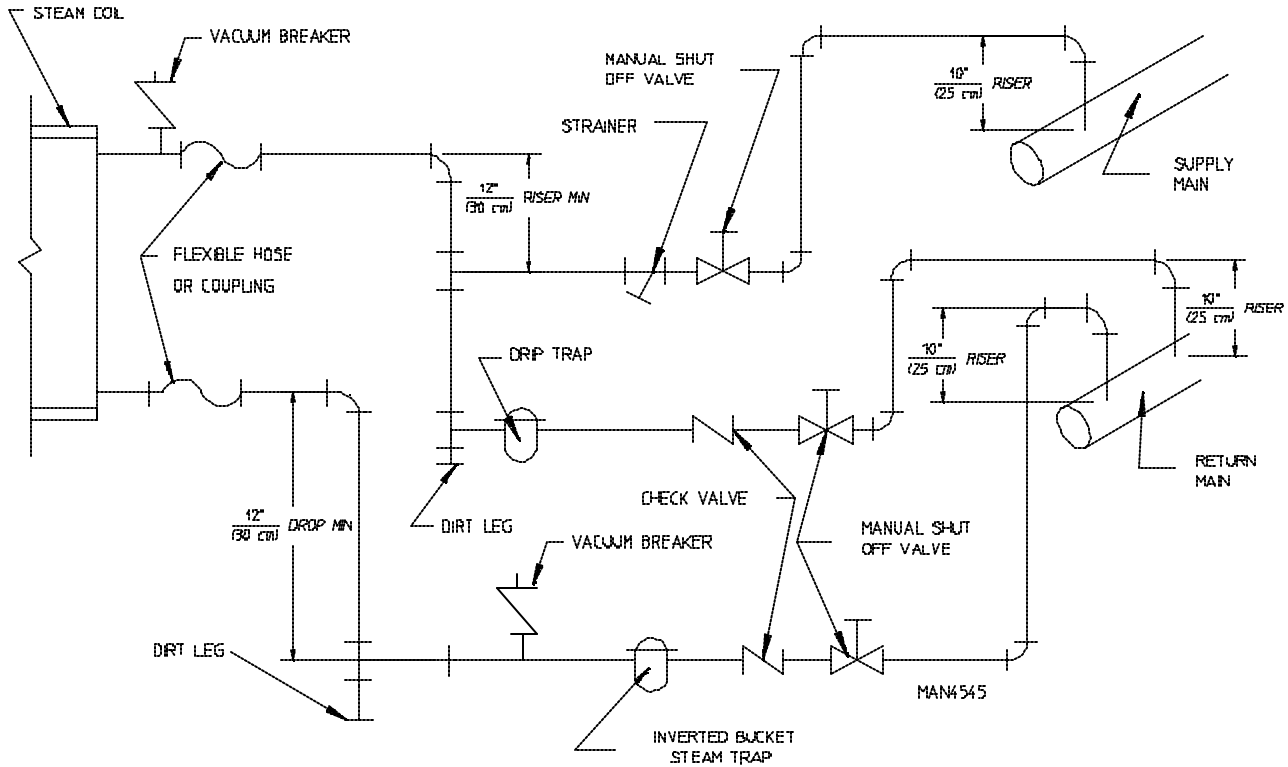 STEAM COIL
VACUUM BREAKER
MANUAL SHUT
OFF VALVE
10"
(25 cm) RISER
STRAINER
SUPPLY
MAIN
12"
(30 cm) RISER MIN
FLEXIBLE HOSE
OR COUPLING
10"
(25 cm) RISER
10"
(25 cm) RISER
DRIP TRAP
RETURN
MAIN
CHECK VALVE
DIRT LEG
12"
(30 cm) DROP MIN
VACUUM BREAKER
MANUAL SHUT
OFF VALVE
DIRT LEG
MAN4545
INVERTED BUCKET
STEAM TRAP